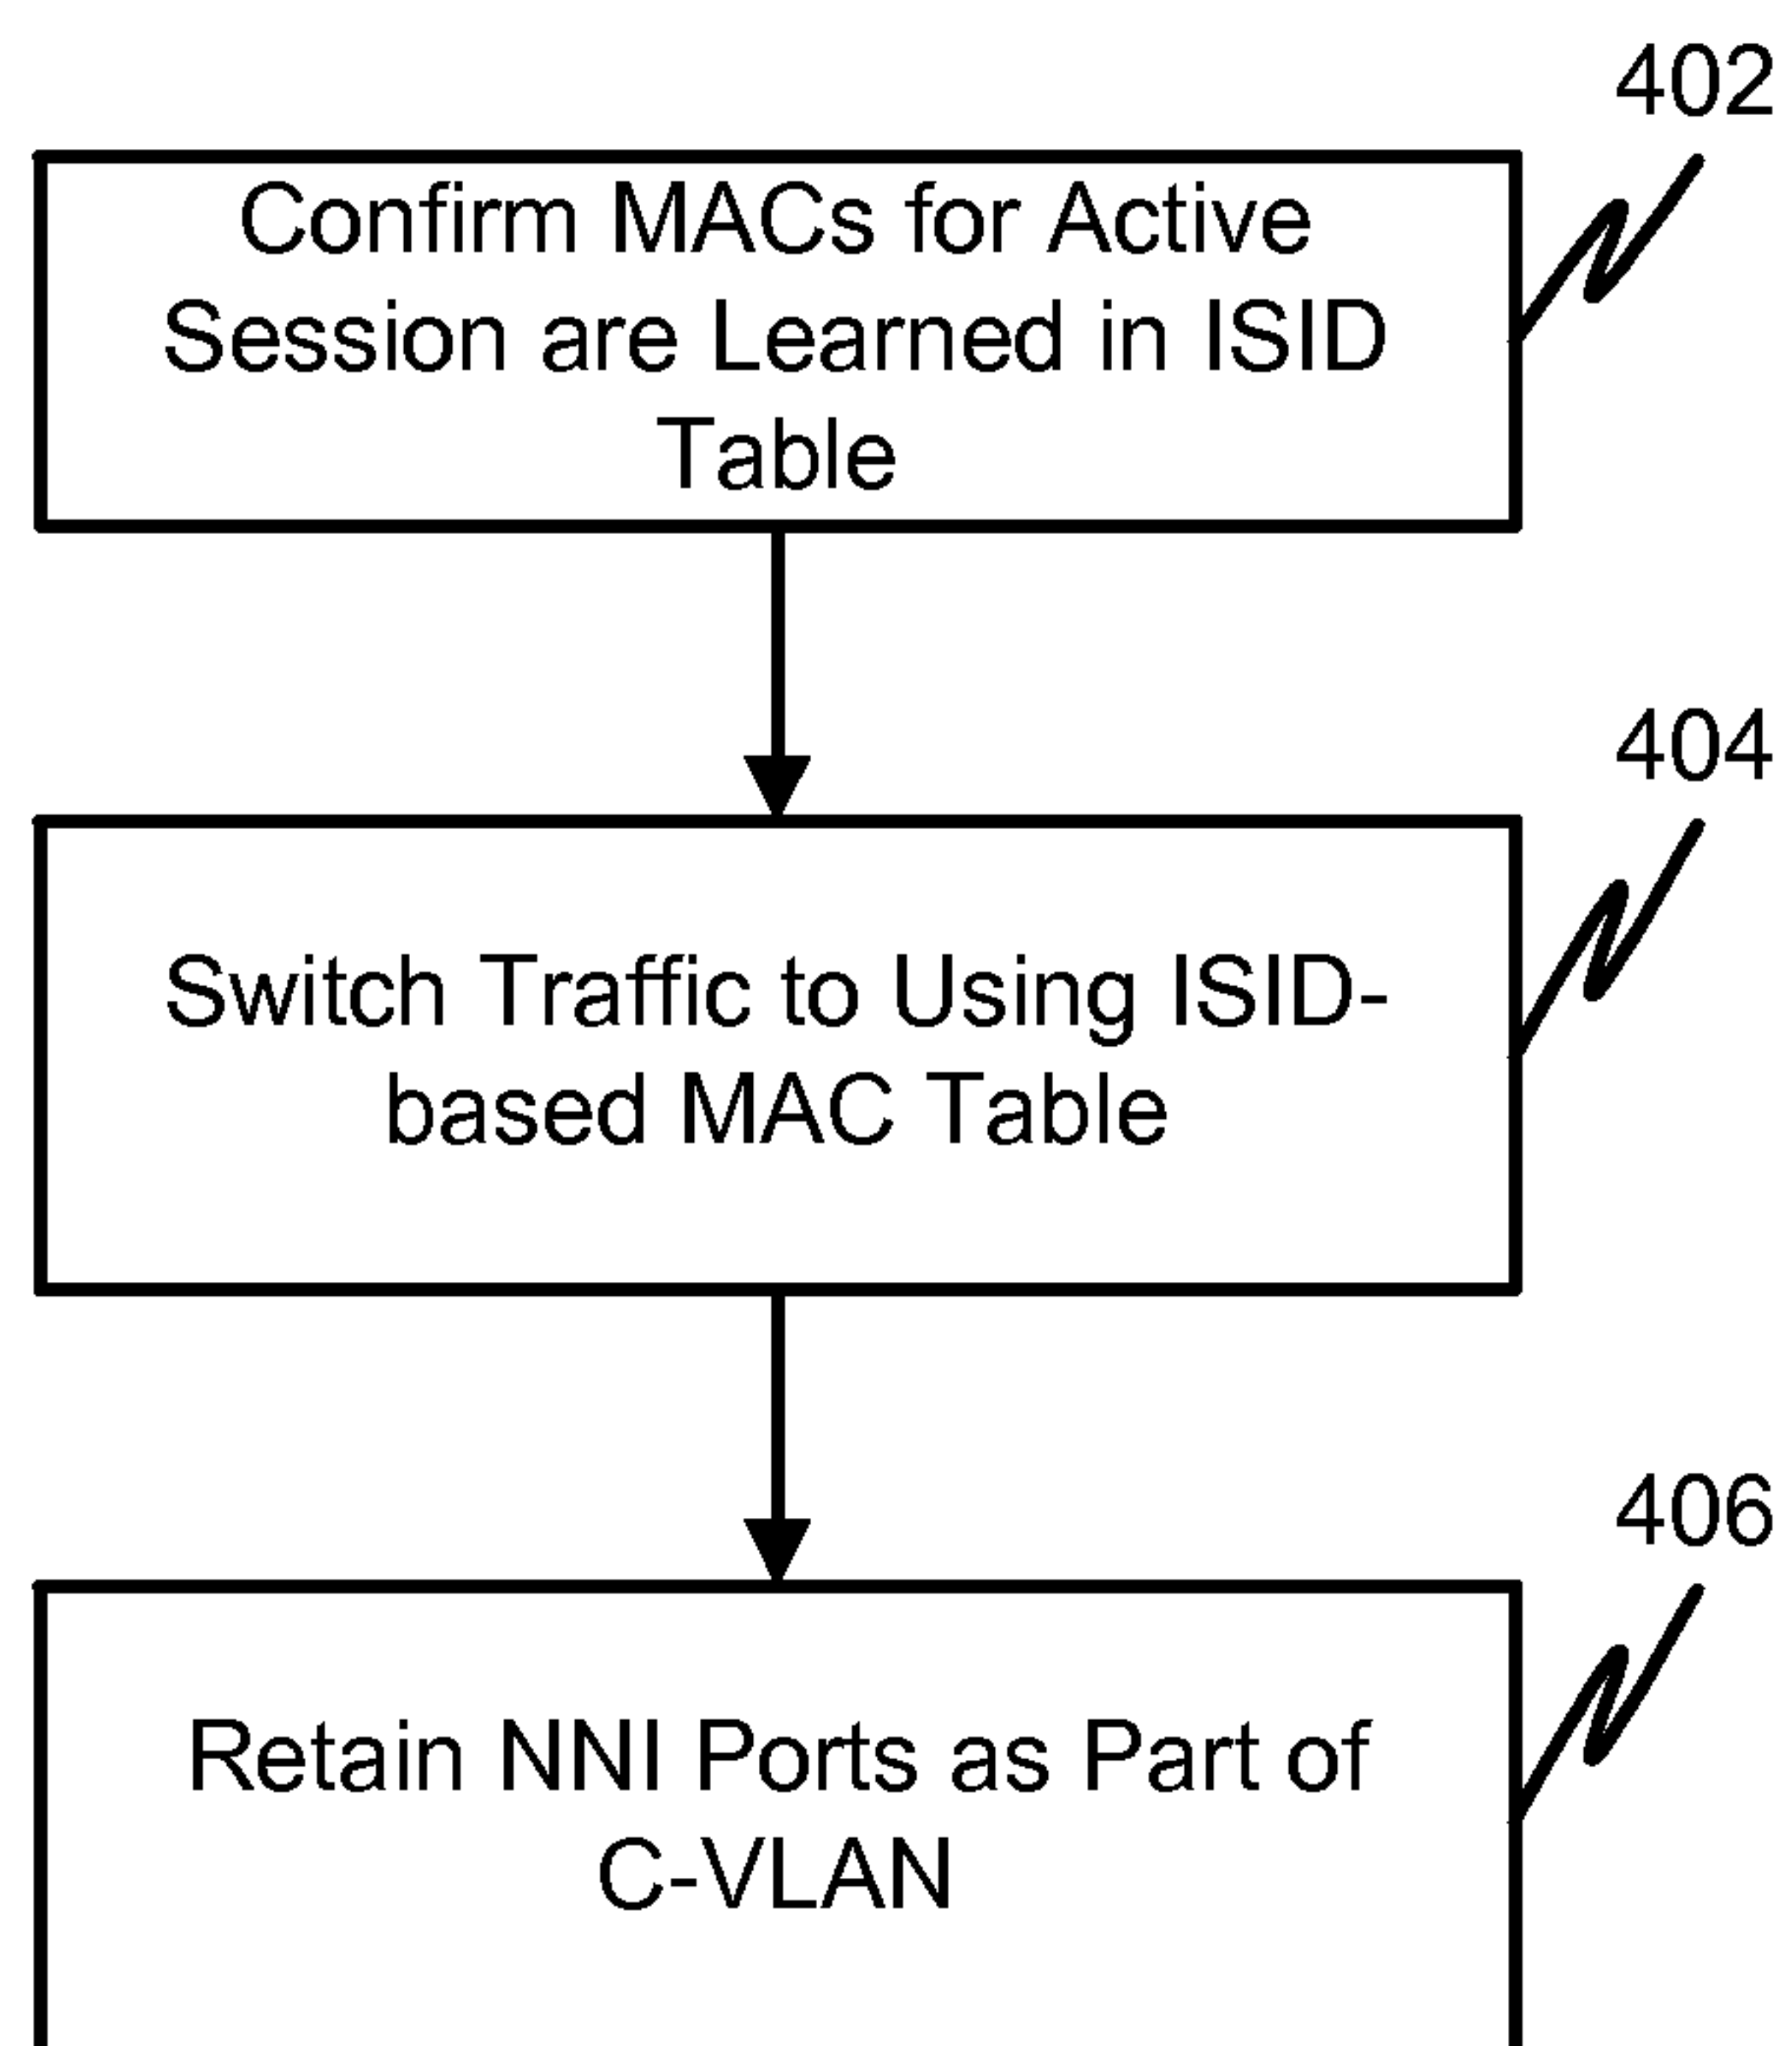 402
Confirm MACs for Active
Session are Learned in ISID
Table
404
Switch Traffic to Using ISID-
based MAC Table
406
Retain NNI Ports as Part of
C-VLAN